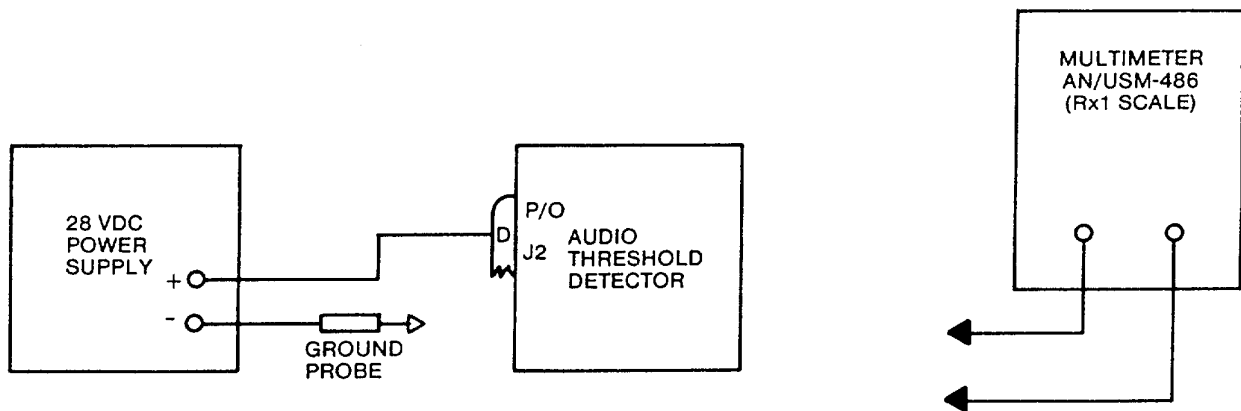 28 VDC
POWER
SUPPLY
+
-
GROUND
PROBE
P/O
D
J2
AUDIO
THRESHOLD
DETECTOR
MULTIMETER
AN/USM-486
(Rx1 SCALE)